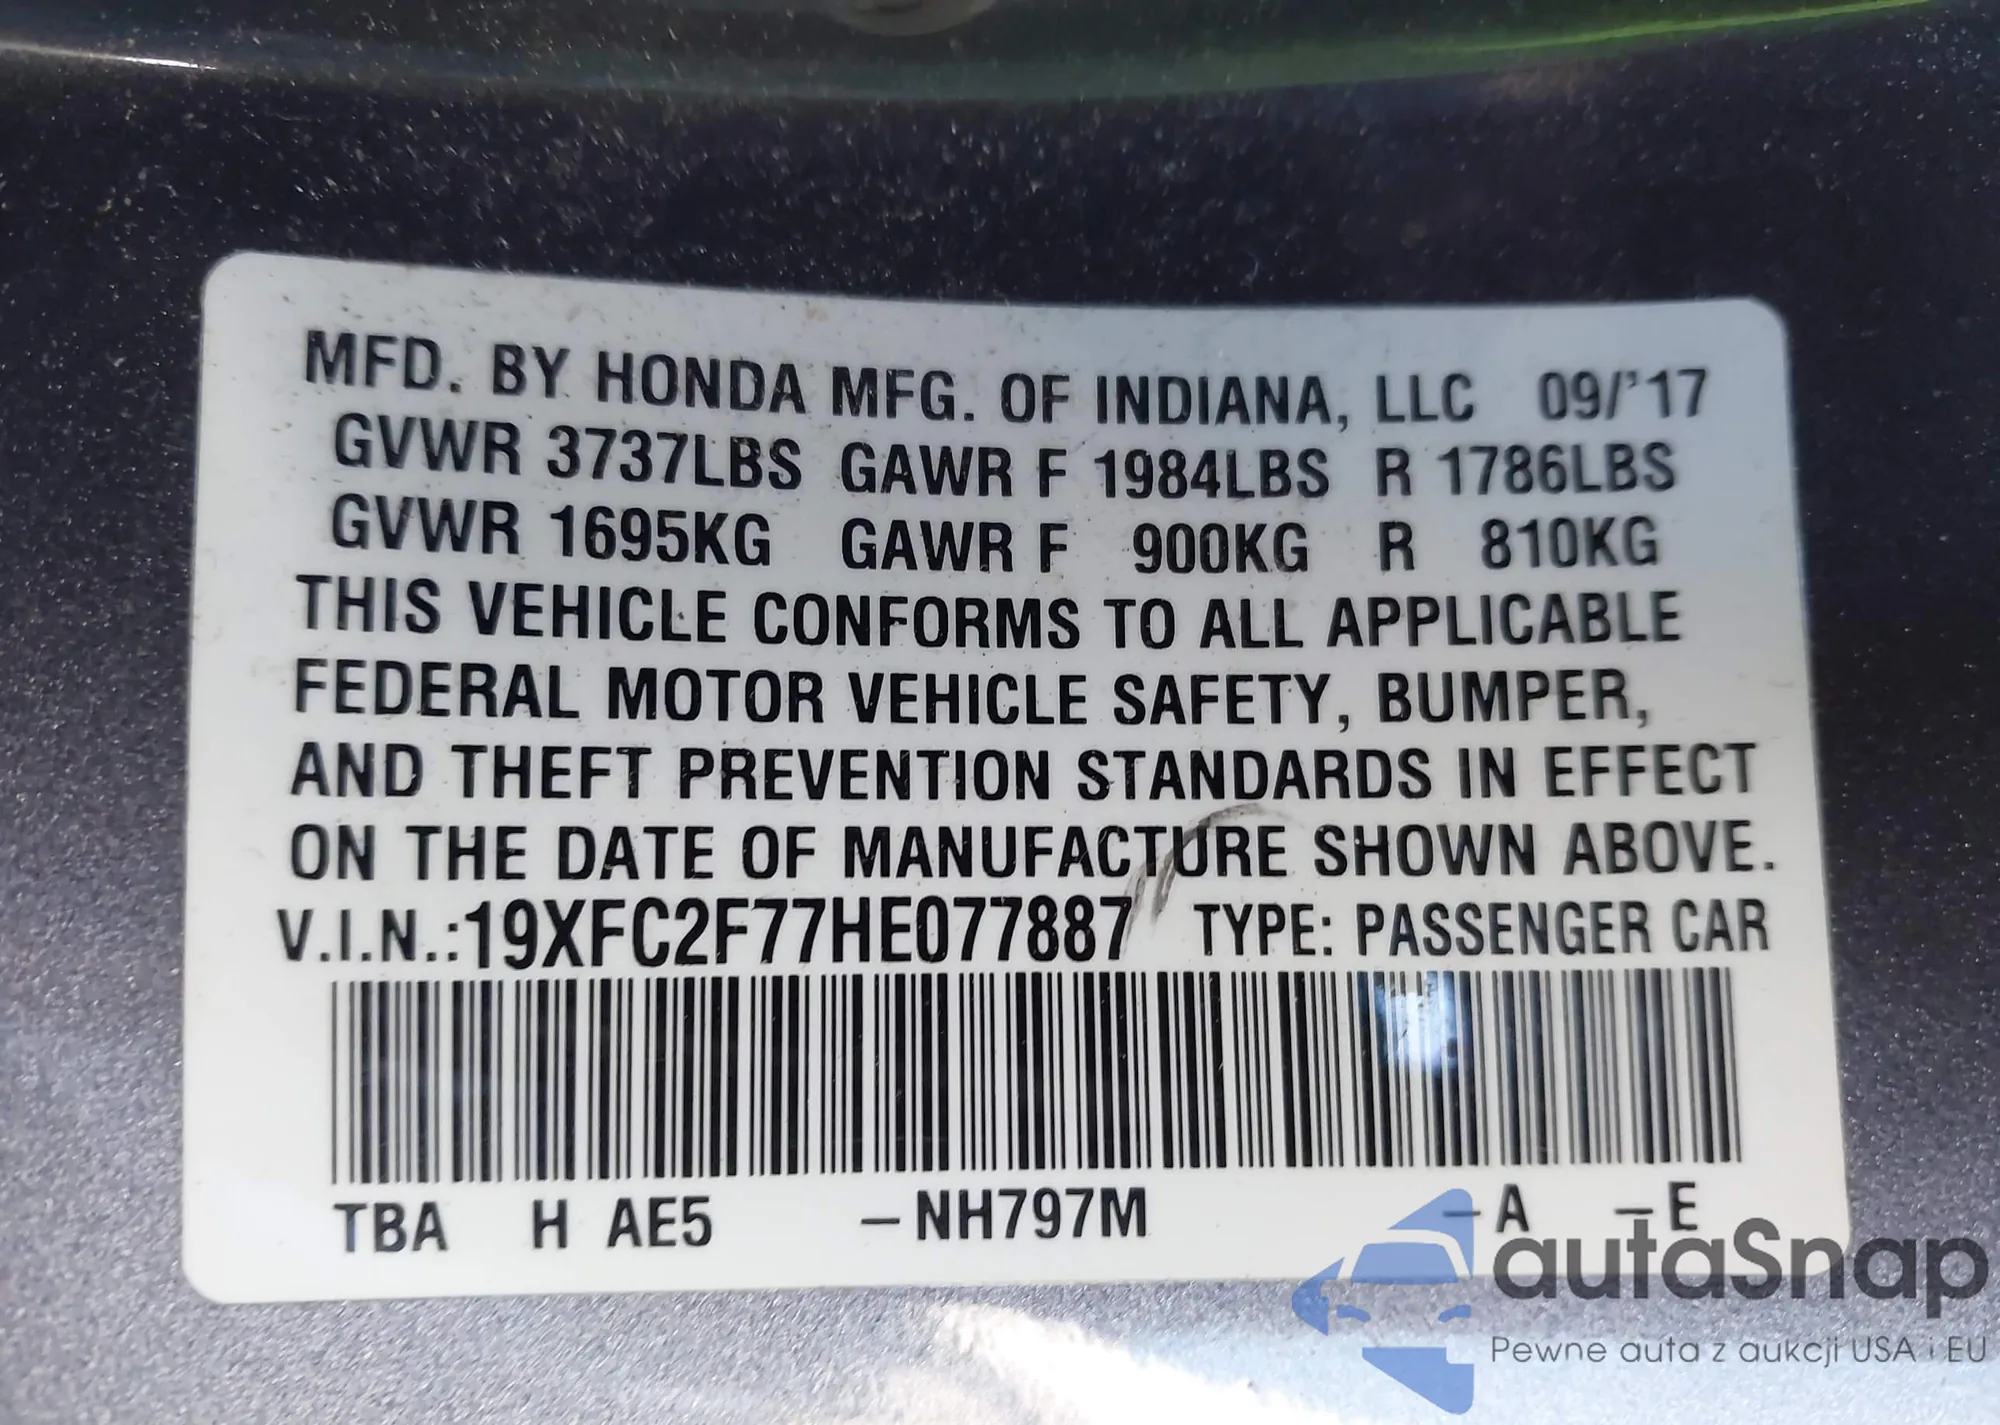 MFD. BY HONDA MFG. OF INDIANA, LLC 09/'17
GVWR 3737LBS GAWR F 1984LBS R 1786LBS
GVWR 1695KG GAWR F 900KG R 810KG
THIS VEHICLE CONFORMS TO ALL APPLICABLE
FEDERAL MOTOR VEHICLE SAFETY, BUMPER,
AND THEFT PREVENTION STANDARDS IN EFFECT
ON THE DATE OF MANUFACTURE SHOWN ABOVE.
V.I.N.:19XFC2F77HE077887 TYPE: PASSENGER CAR
TBA H AE5 –NH797M –A –E
autaSnap
Pewne auta z aukcji USA i EU